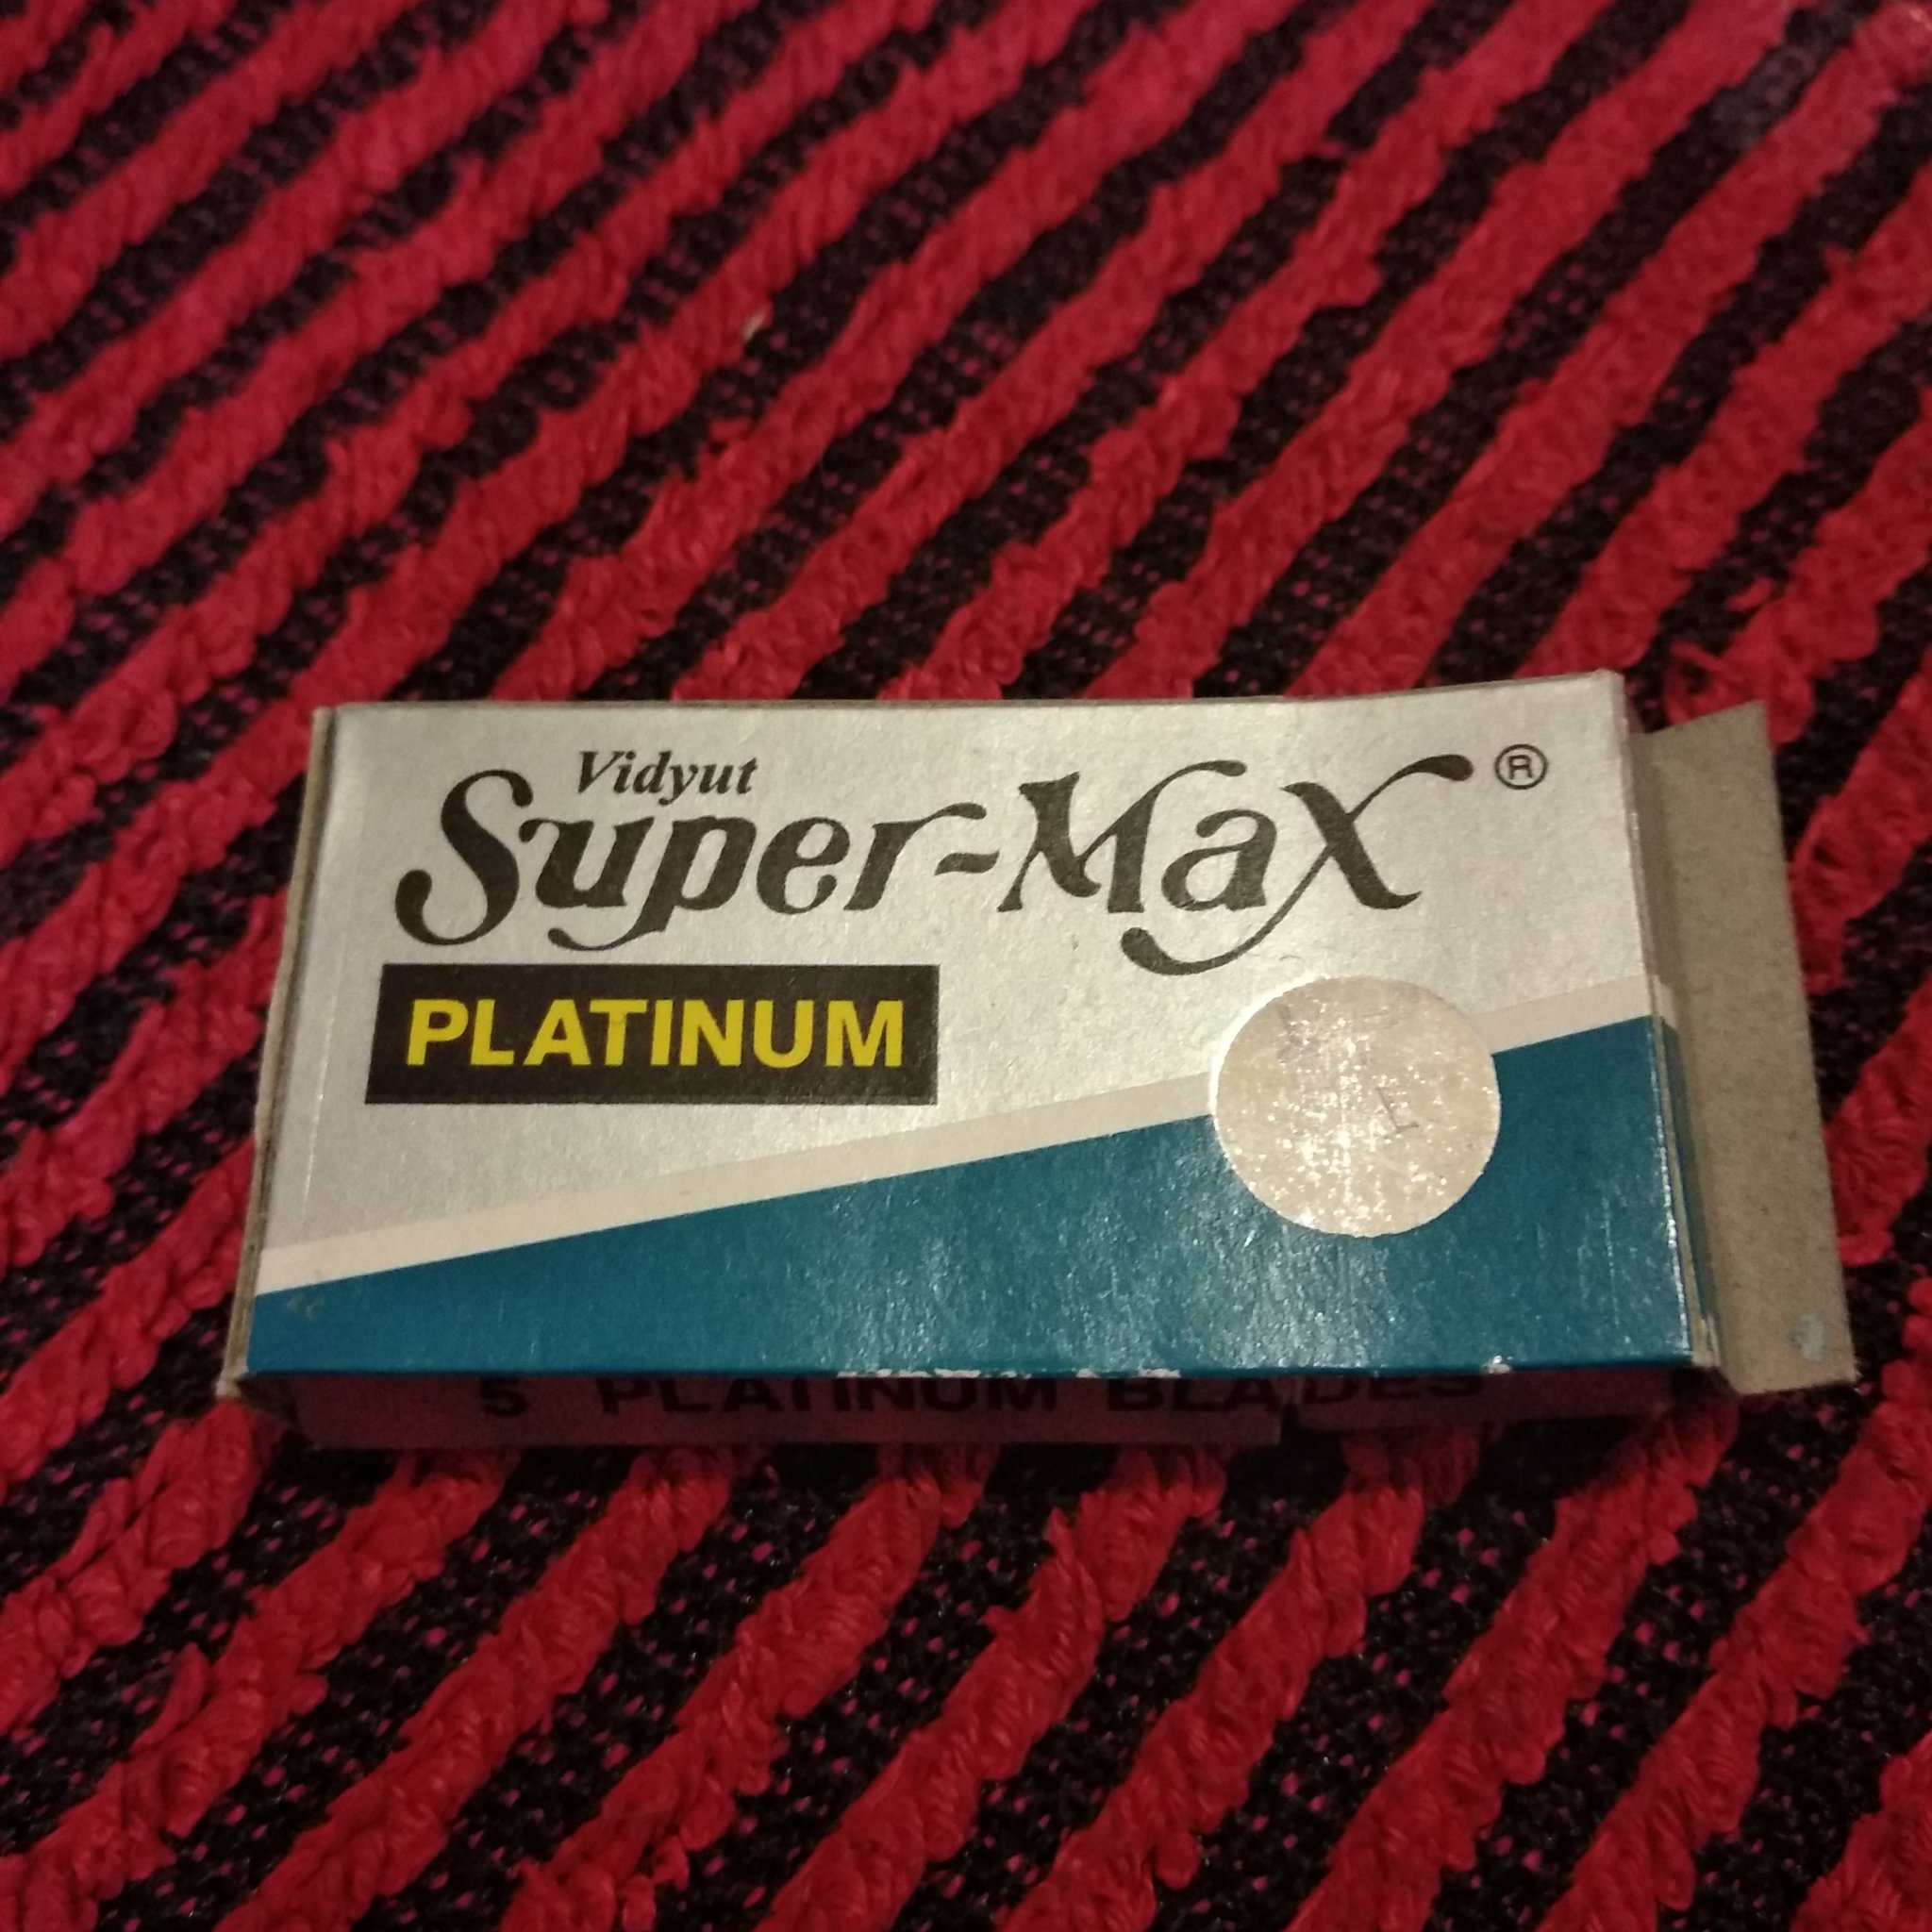 Vidyut
Super-Max ®
PLATINUM
5 PLATINUM BLADES